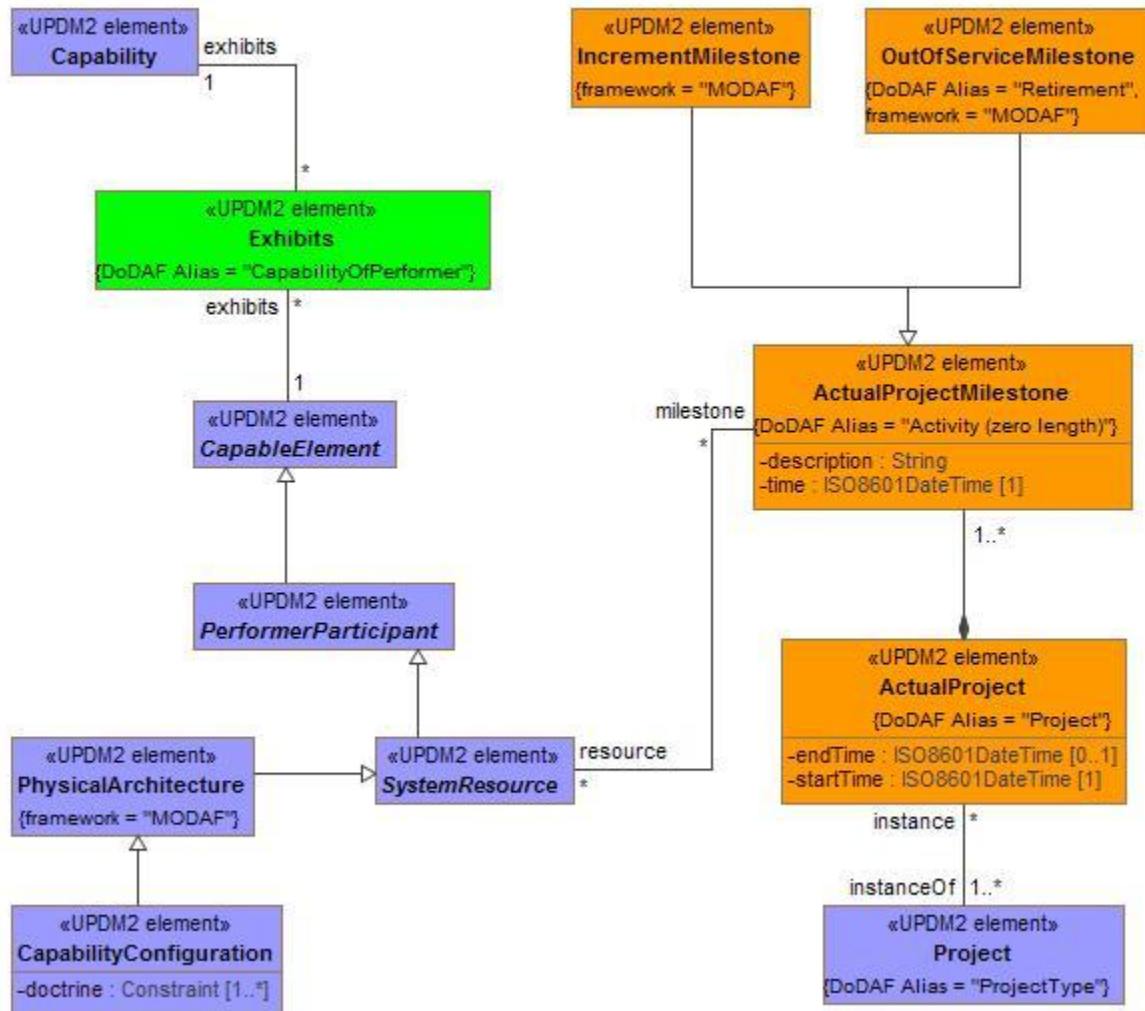 «UPDM2 element»
Capability
exhibits
1
*
«UPDM2 element»
Exhibits
{DoDAF Alias = "CapabilityOfPerformer"}
exhibits
*
1
«UPDM2 element»
CapableElement
«UPDM2 element»
PerformerParticipant
«UPDM2 element»
PhysicalArchitecture
{framework = "MODAF"}
«UPDM2 element»
SystemResource
resource
*
«UPDM2 element»
CapabilityConfiguration
-doctrine : Constraint [1..*]
«UPDM2 element»
IncrementMilestone
{framework = "MODAF"}
«UPDM2 element»
OutOfServiceMilestone
{DoDAF Alias = "Retirement",
framework = "MODAF"}
milestone
*
«UPDM2 element»
ActualProjectMilestone
{DoDAF Alias = "Activity (zero length)"}
-description : String
-time : ISO8601DateTime [1]
1..*
«UPDM2 element»
ActualProject
{DoDAF Alias = "Project"}
-endTime : ISO8601DateTime [0..1]
-startTime : ISO8601DateTime [1]
instance *
instanceOf 1..*
«UPDM2 element»
Project
{DoDAF Alias = "ProjectType"}